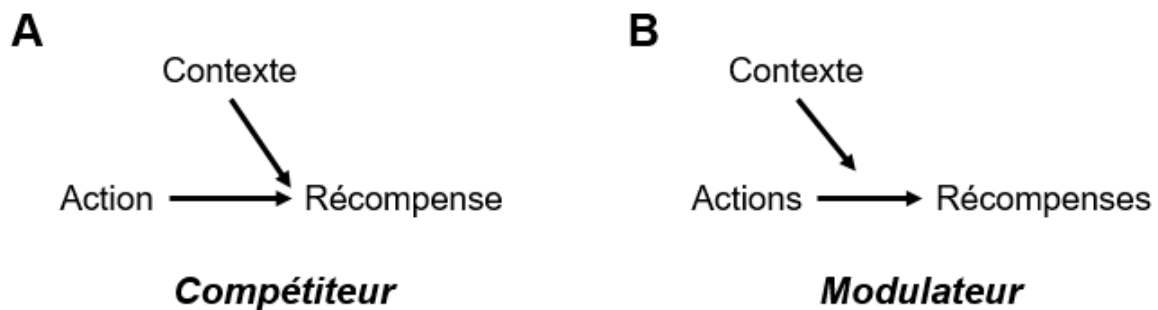 A
Contexte
Action
Récompense
Compétiteur
B
Contexte
Actions
Récompenses
Modulateur